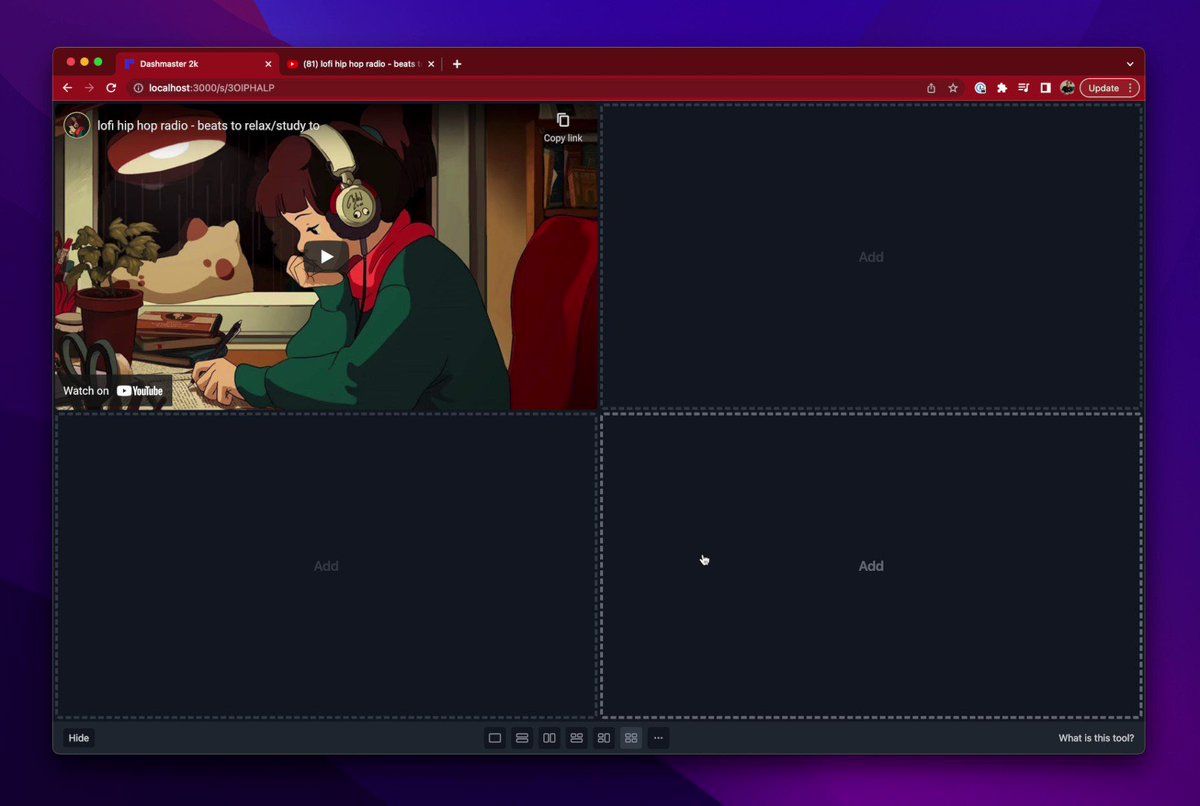 Dashmaster 2k
(81) lofi hip hop radio - beats t
localhost:3000/s/3OIPHALP
Update
lofi hip hop radio - beats to relax/study to
Copy link
Add
Watch on YouTube
Add
Add
Hide
What is this tool?